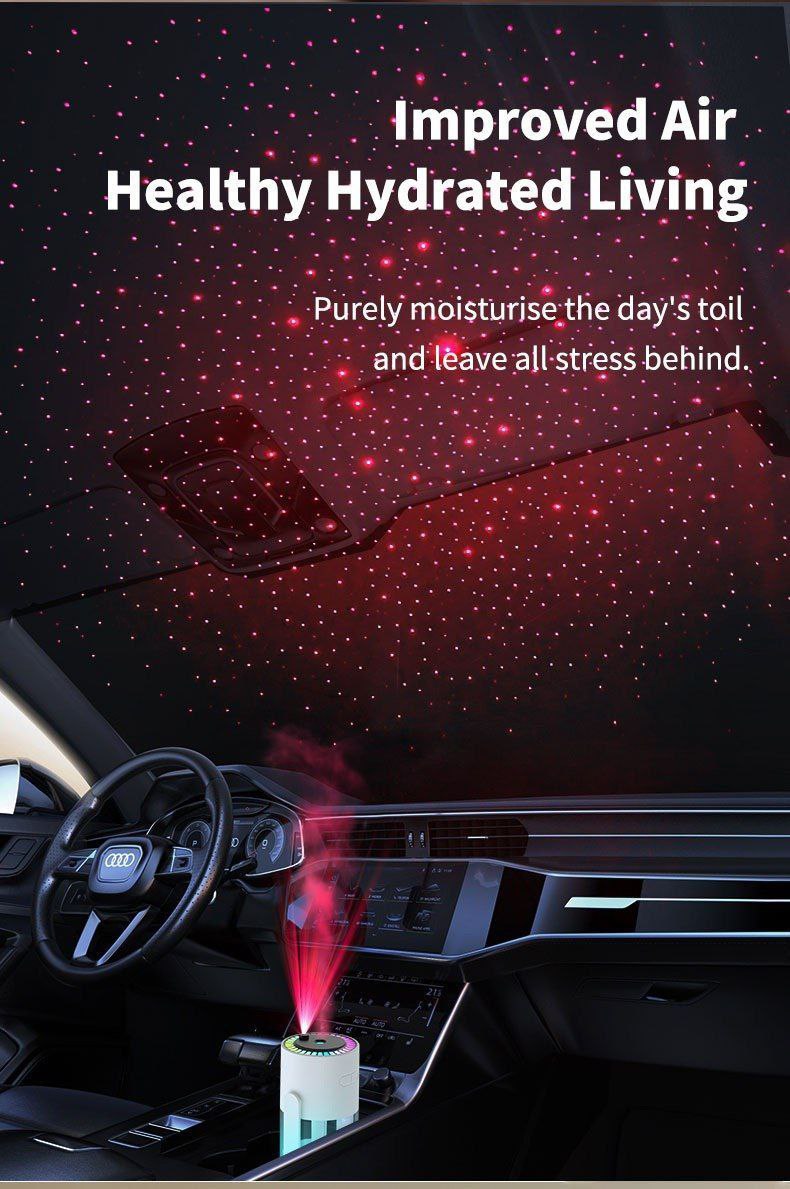 Improved Air
Healthy Hydrated Living
Purely moisturise the day's toil
and leave all stress behind.